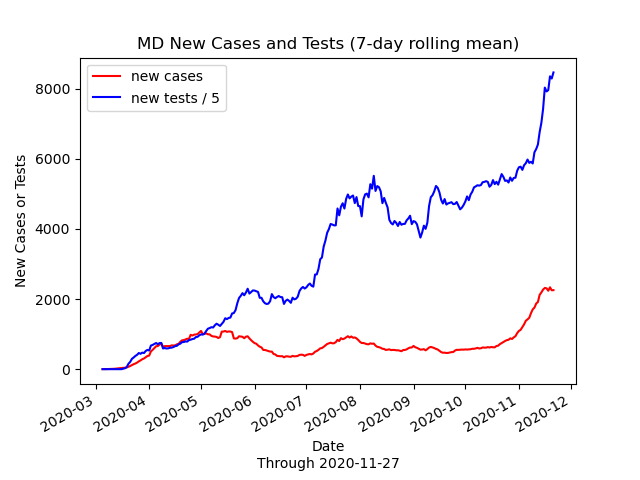 MD New Cases and Tests (7-day rolling mean)
new cases
new tests / 5
New Cases or Tests
8000
6000
4000
2000
0
2020-03
2020-04
2020-05
2020-06
2020-07
2020-08
2020-09
2020-10
2020-11
2020-12
Date
Through 2020-11-27